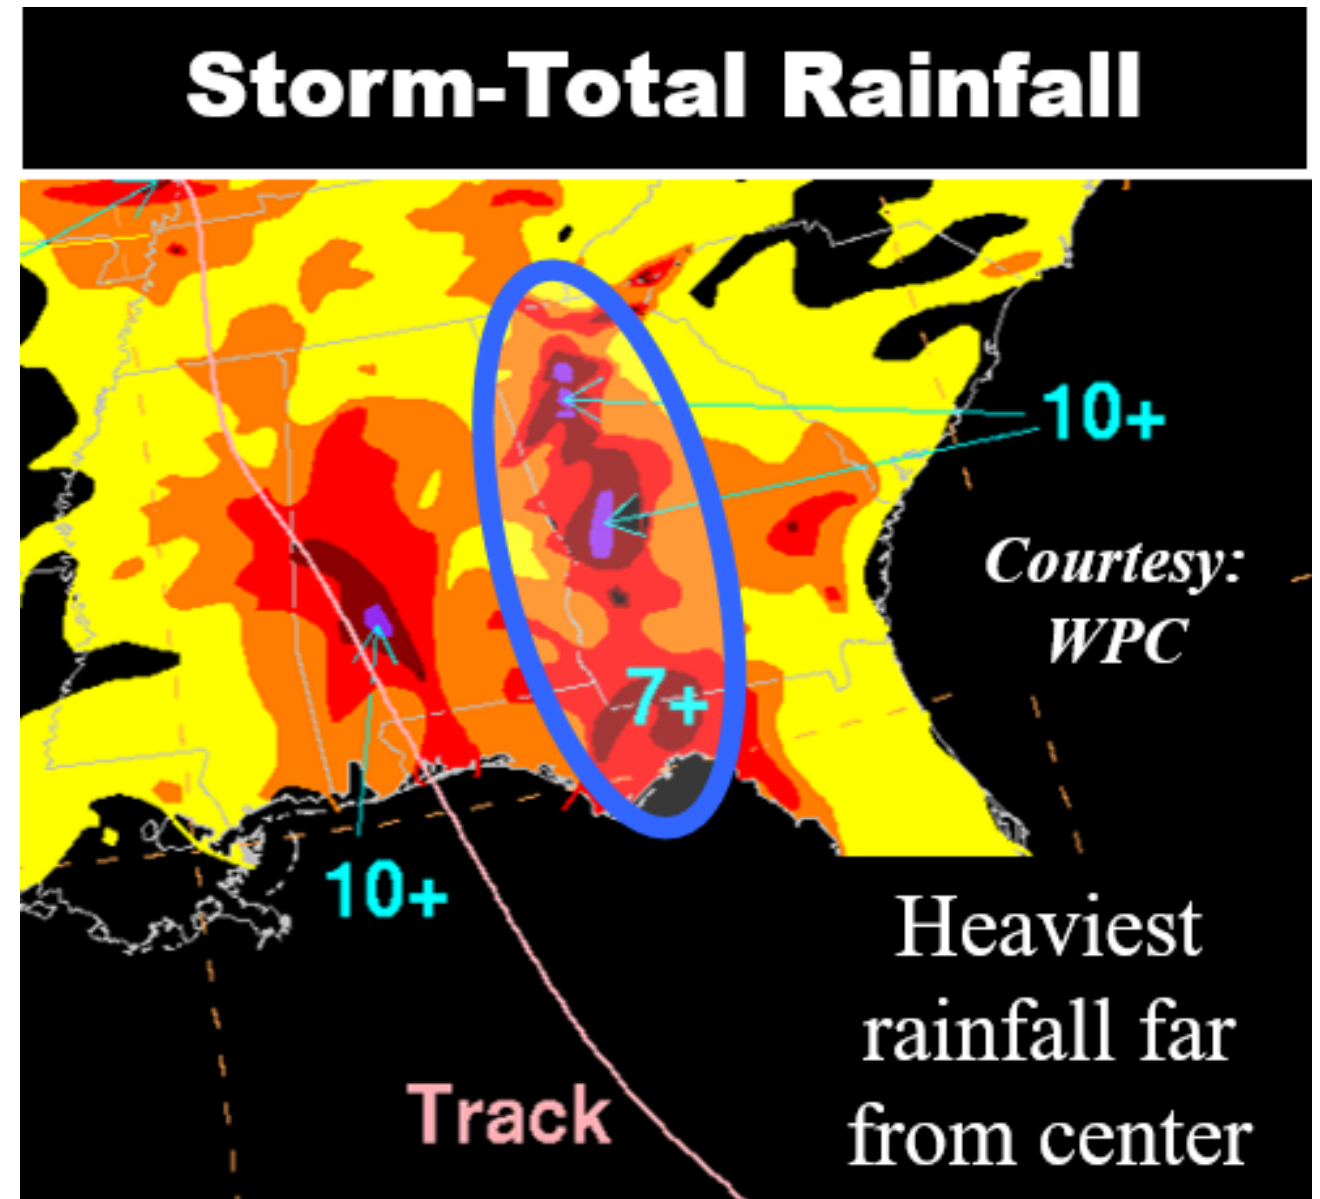 Storm-Total Rainfall
10+
Courtesy:
WPC
7+
10+
Heaviest
rainfall far
from center
Track